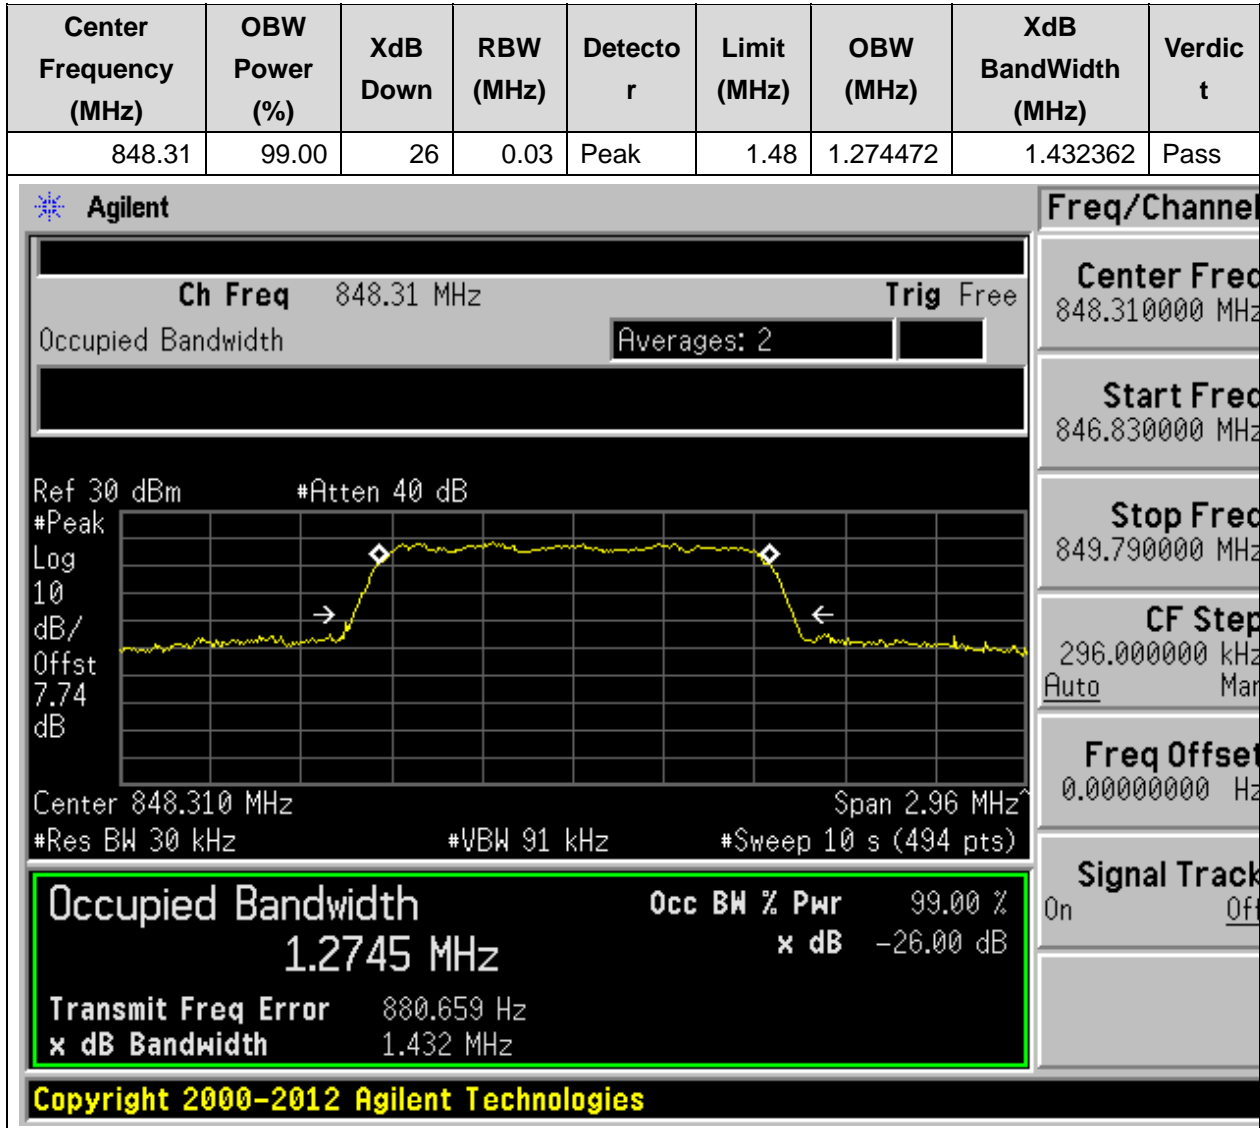 Center Frequency (MHz) OBW Power (%) XdB Down RBW (MHz) Detecto r Limit (MHz) OBW (MHz) XdB BandWidth (MHz) Verdic t
848.31 99.00 26 0.03 Peak 1.48 1.274472 1.432362 Pass
Agilent
Freq/Channel
Ch Freq 848.31 MHz Trig Free
Occupied Bandwidth Averages: 2
Center Freq
848.310000 MHz
Start Freq
846.830000 MHz
Stop Freq
849.790000 MHz
CF Step
296.000000 kHz
Auto Man
Freq Offset
0.00000000 Hz
Signal Track
On Off
Ref 30 dBm #Atten 40 dB
#Peak
Log
10
dB/
Offst
7.74
dB
Center 848.310 MHz Span 2.96 MHz^
#Res BW 30 kHz #VBW 91 kHz #Sweep 10 s (494 pts)
Occupied Bandwidth Occ BW % Pwr 99.00 %
1.2745 MHz x dB -26.00 dB
Transmit Freq Error 880.659 Hz
x dB Bandwidth 1.432 MHz
Copyright 2000-2012 Agilent Technologies